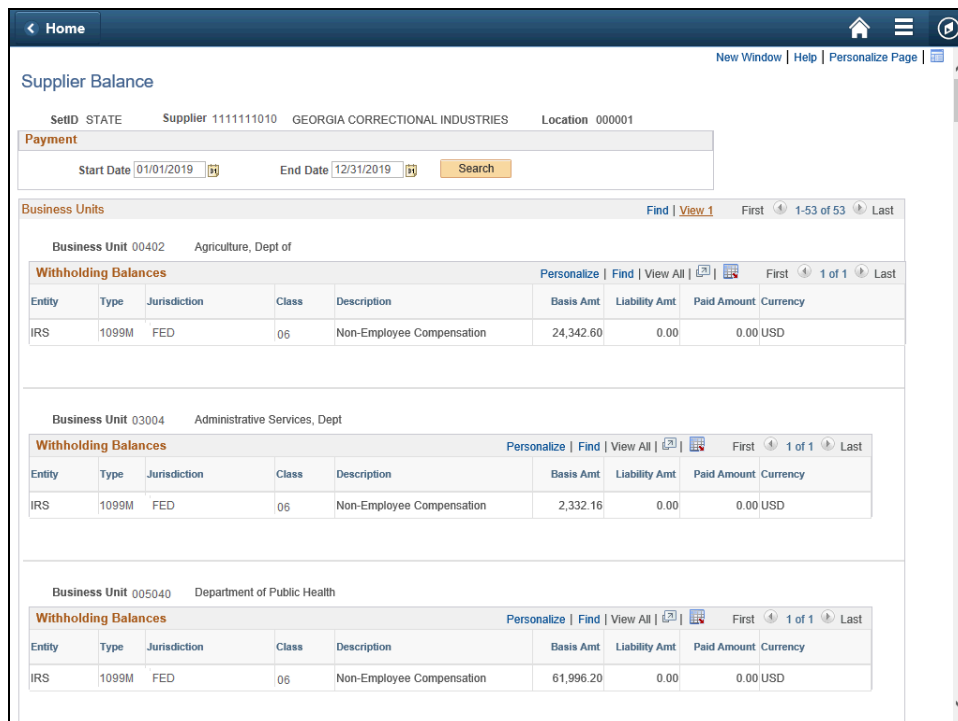 Home
New Window | Help | Personalize Page |
Supplier Balance
SetID STATE Supplier 1111111010 GEORGIA CORRECTIONAL INDUSTRIES Location 000001
Payment
Start Date 01/01/2019 End Date 12/31/2019 Search
Business Units Find | View 1 First 1-53 of 53 Last
Business Unit 00402 Agriculture, Dept of
Withholding Balances Personalize | Find | View All | | First 1 of 1 Last
Entity Type Jurisdiction Class Description Basis Amt Liability Amt Paid Amount Currency
IRS 1099M FED 06 Non-Employee Compensation 24,342.60 0.00 0.00 USD
Business Unit 03004 Administrative Services, Dept
Withholding Balances Personalize | Find | View All | | First 1 of 1 Last
Entity Type Jurisdiction Class Description Basis Amt Liability Amt Paid Amount Currency
IRS 1099M FED 06 Non-Employee Compensation 2,332.16 0.00 0.00 USD
Business Unit 005040 Department of Public Health
Withholding Balances Personalize | Find | View All | | First 1 of 1 Last
Entity Type Jurisdiction Class Description Basis Amt Liability Amt Paid Amount Currency
IRS 1099M FED 06 Non-Employee Compensation 61,996.20 0.00 0.00 USD